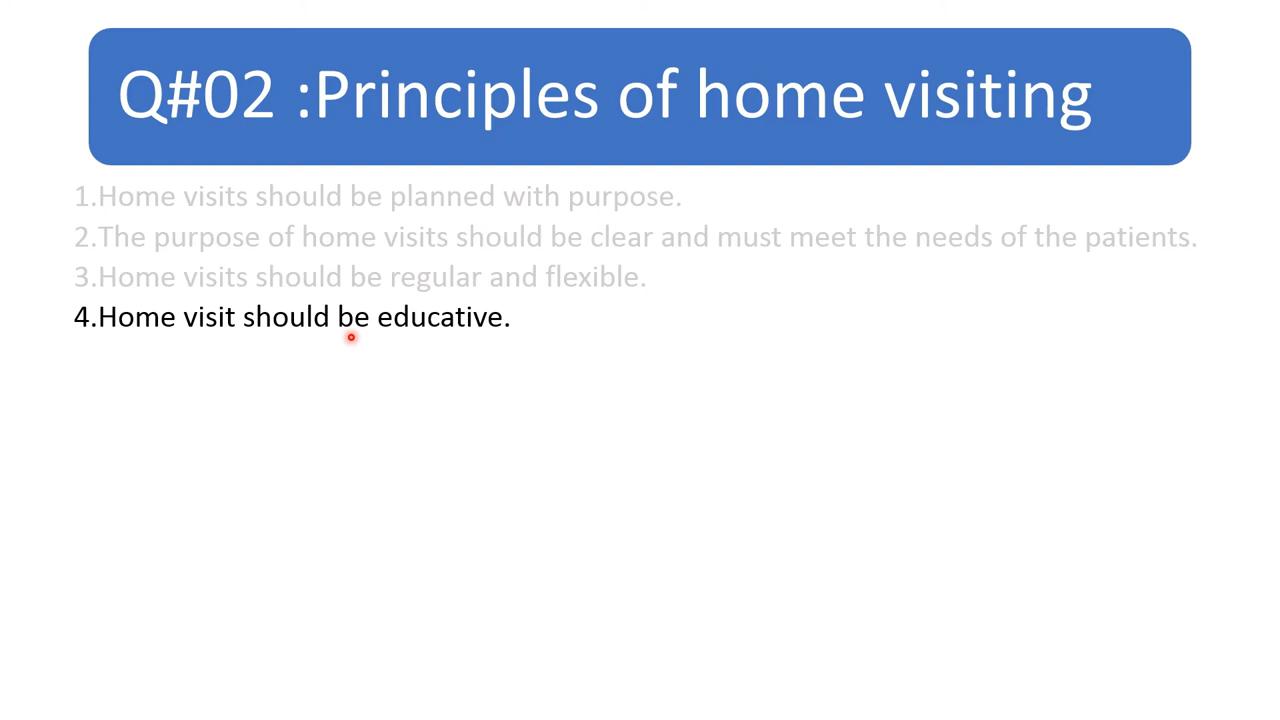 Q#02 :Principles of home visiting
1.Home visits should be planned with purpose.
2.The purpose of home visits should be clear and must meet the needs of the patients.
3.Home visits should be regular and flexible.
4.Home visit should be educative.